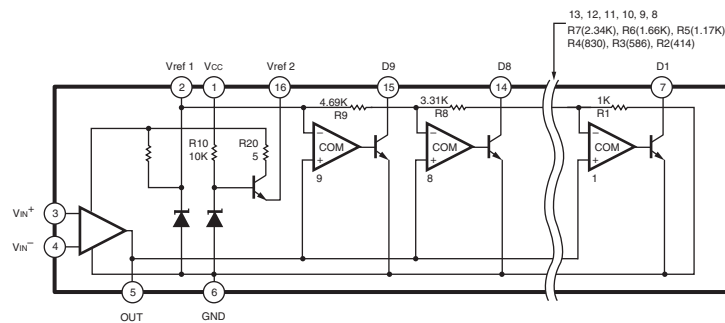 13, 12, 11, 10, 9, 8
R7(2.34K), R6(1.66K), R5(1.17K)
R4(830), R3(586), R2(414)
Vref 1 VCC Vref 2 D9 D8 D1
2 1 16 15 14 7
4.69K 3.31K 1K
R9 R8 R1
R10 R20
10K 5
− − −
COM COM COM
+ + +
9 8 1
VIN+ 3
VIN− 4
5 6
OUT GND